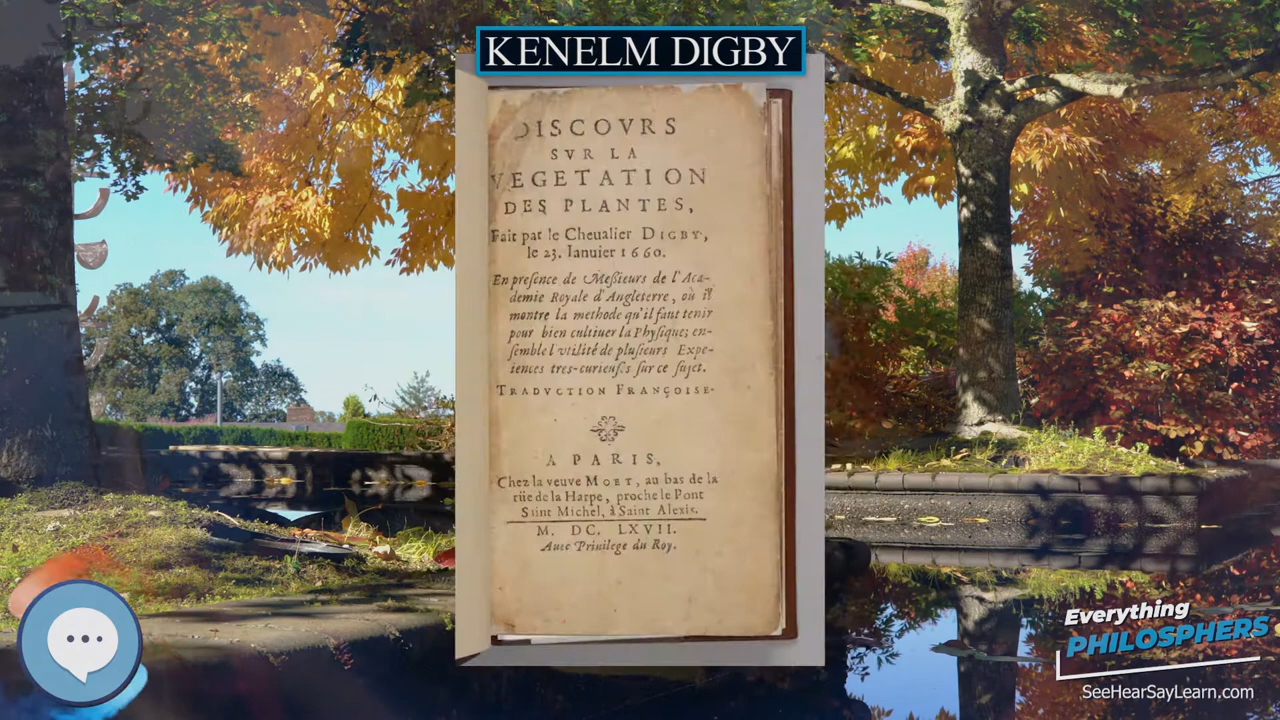 KENELM DIGBY
DISCOVRS
SVR LA
VEGETATION
DES PLANTES,
Fait par le Cheualier DIGBY,
le 23. Ianuier 1660.
En presence de Meßieurs de l'Aca-
demie Royale d'Angleterre, où il
montre la methode qu'il faut tenir
pour bien cultiuer la Physique; en-
semble l'vtilité de plusieurs Expe-
riences tres-curieuses sur ce sujet.
TRADVCTION FRANÇOISE.
A PARIS,
Chez la veuve MOET, au bas de la
rüe de la Harpe, proche le Pont
Saint Michel, à Saint Alexis.
M. DC. LXVII.
Auec Priuilege du Roy.
Everything
PHILOSPHERS
SeeHearSayLearn.com